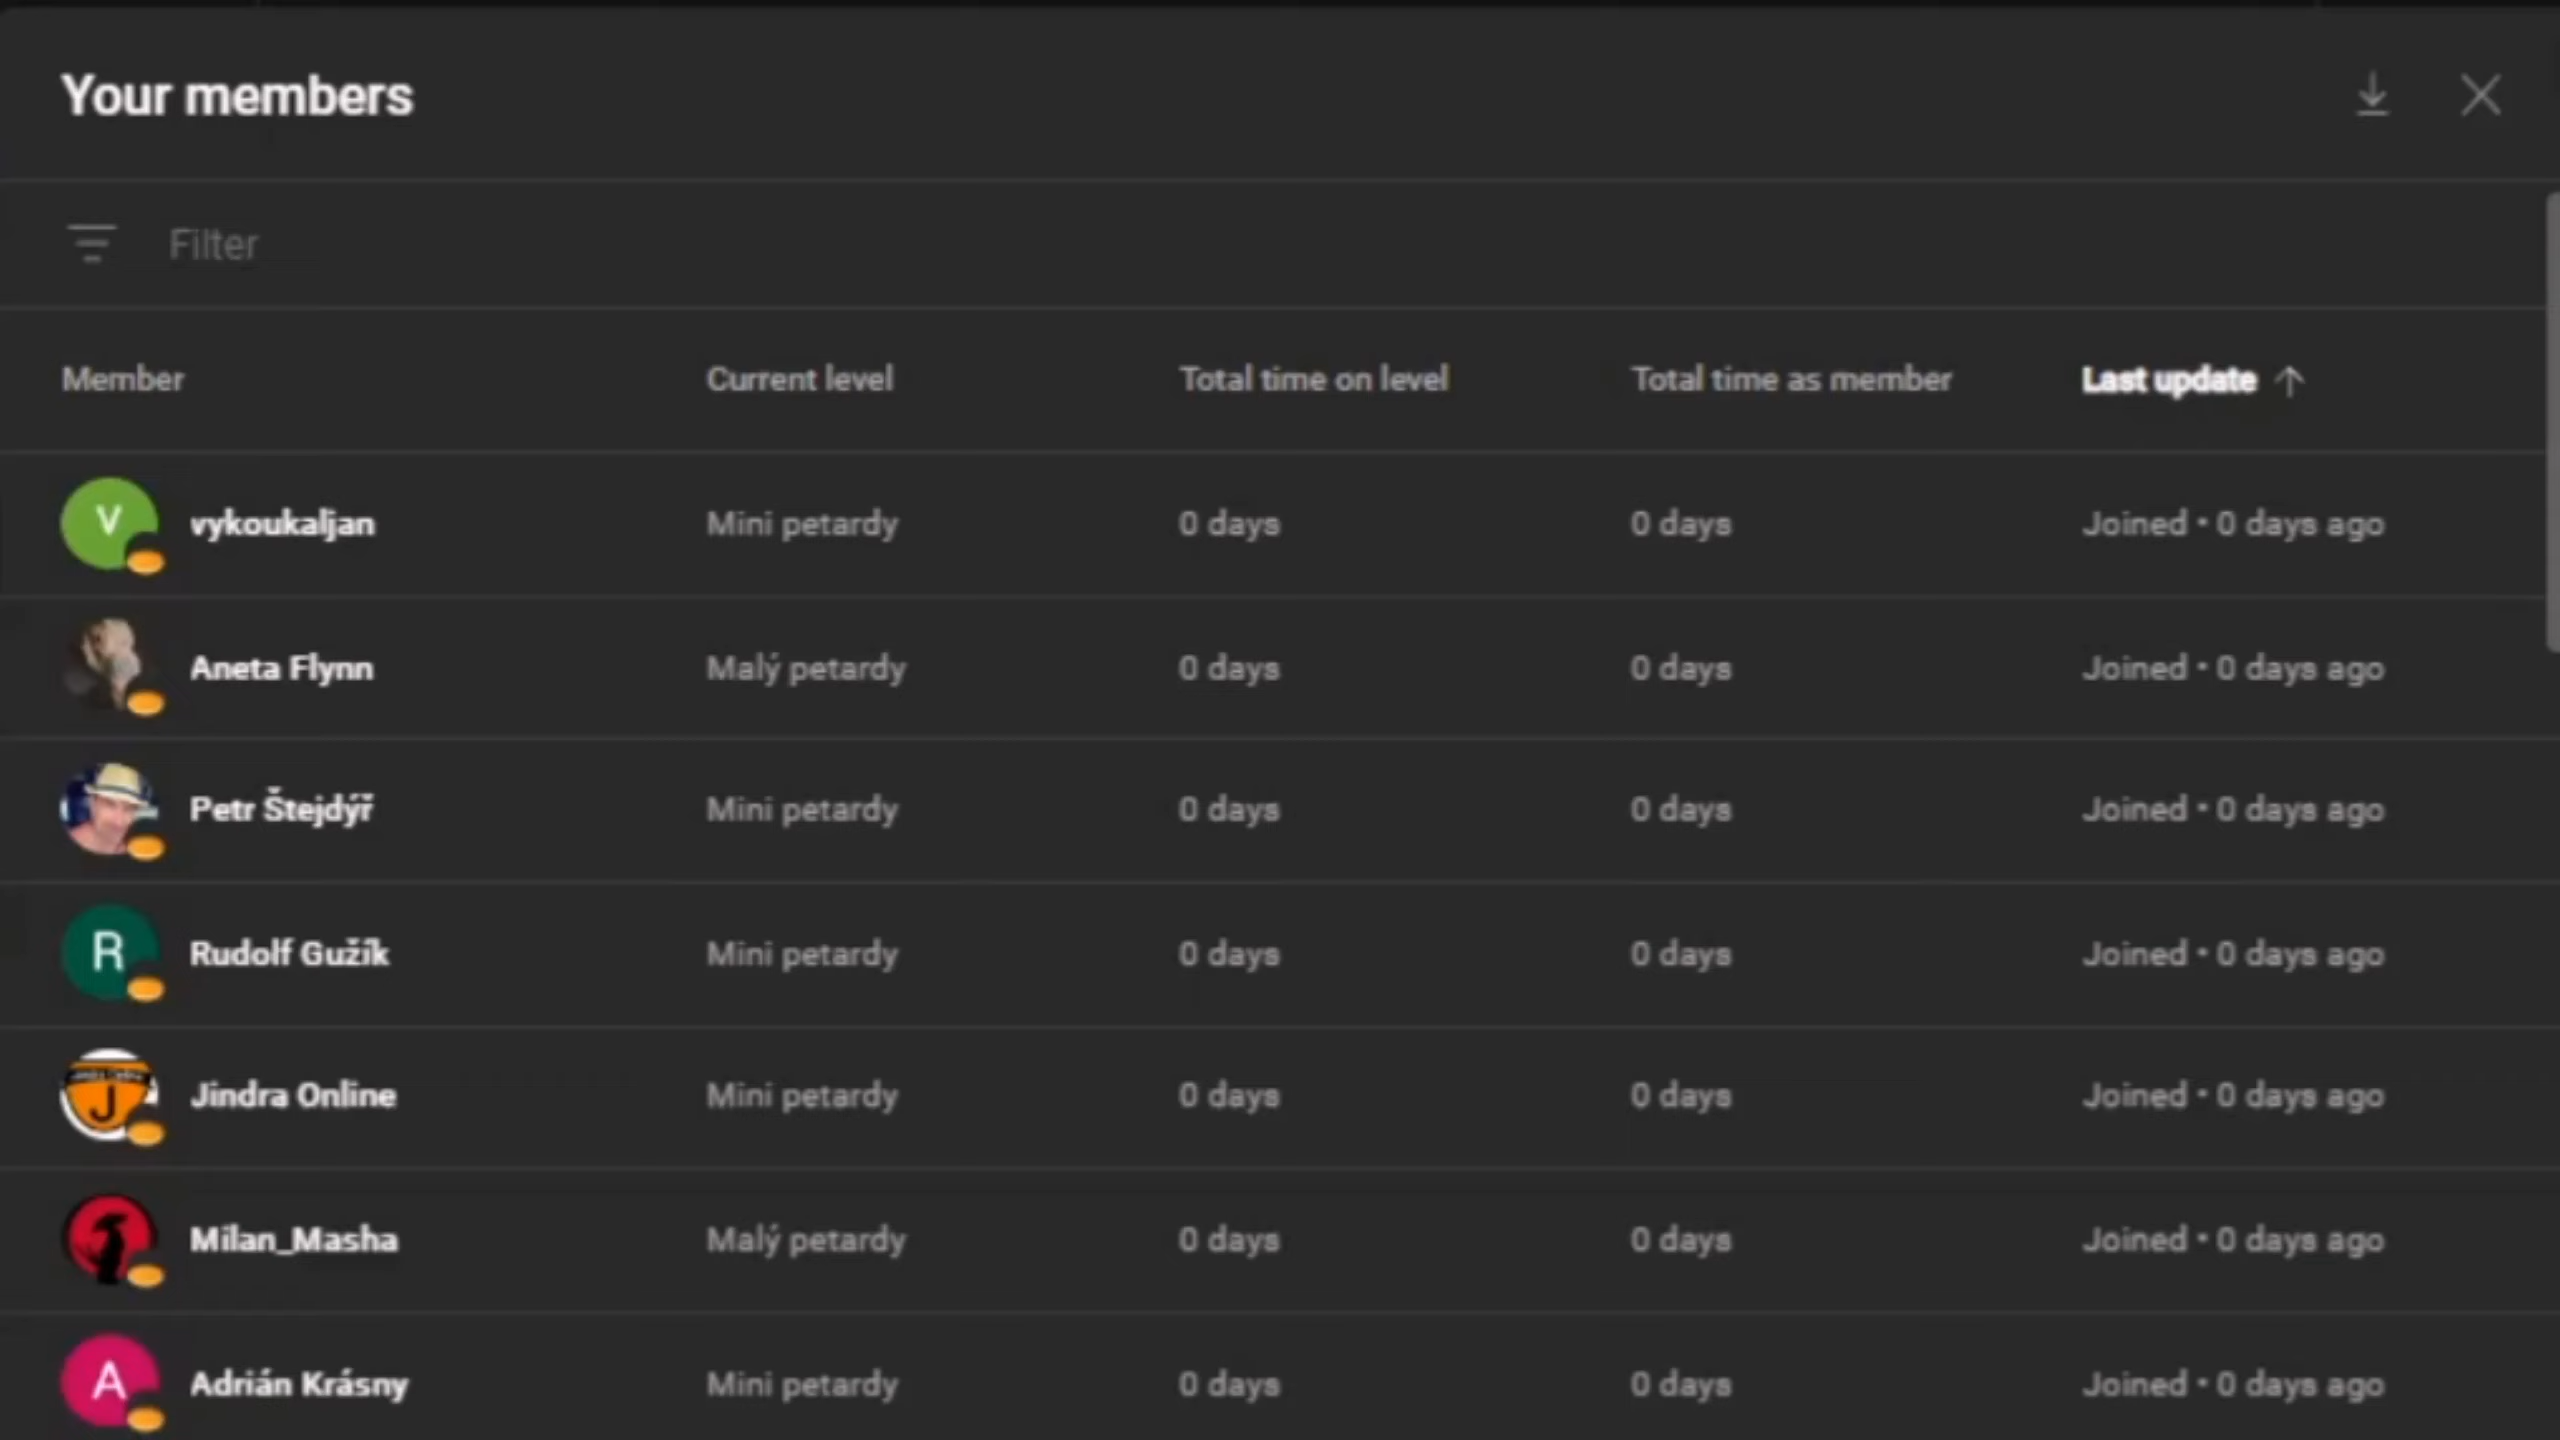 Your members
Filter
Member Current level Total time on level Total time as member Last update
V vykoukaljan Mini petardy 0 days 0 days Joined • 0 days ago
Aneta Flynn Malý petardy 0 days 0 days Joined • 0 days ago
Petr Štejdýř Mini petardy 0 days 0 days Joined • 0 days ago
R Rudolf Gužík Mini petardy 0 days 0 days Joined • 0 days ago
J Jindra Online Mini petardy 0 days 0 days Joined • 0 days ago
Milan_Masha Malý petardy 0 days 0 days Joined • 0 days ago
A Adrián Krásny Mini petardy 0 days 0 days Joined • 0 days ago